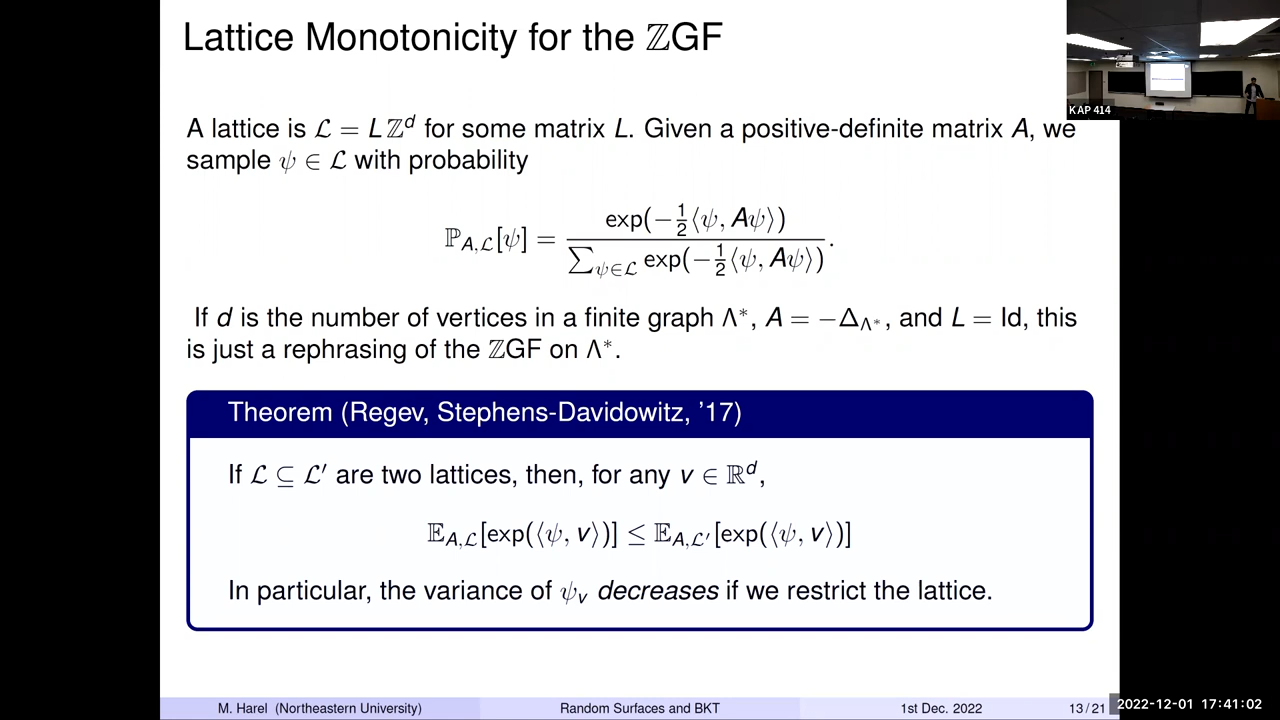 Lattice Monotonicity for the ℤGF
KAP 414
A lattice is ℒ = L ℤ^d for some matrix L. Given a positive-definite matrix A, we
sample ψ ∈ ℒ with probability
ℙ_{A,ℒ}[ψ] = exp(−½⟨ψ, Aψ⟩) / ∑_{ψ∈ℒ} exp(−½⟨ψ, Aψ⟩).
If d is the number of vertices in a finite graph Λ*, A = −Δ_{Λ*}, and L = Id, this
is just a rephrasing of the ℤGF on Λ*.
Theorem (Regev, Stephens-Davidowitz, '17)
If ℒ ⊆ ℒ′ are two lattices, then, for any v ∈ ℝ^d,
𝔼_{A,ℒ}[exp(⟨ψ, v⟩)] ≤ 𝔼_{A,ℒ′}[exp(⟨ψ, v⟩)]
In particular, the variance of ψ_v decreases if we restrict the lattice.
M. Harel (Northeastern University) Random Surfaces and BKT 1st Dec. 2022 13 / 21
2022-12-01 17:41:02